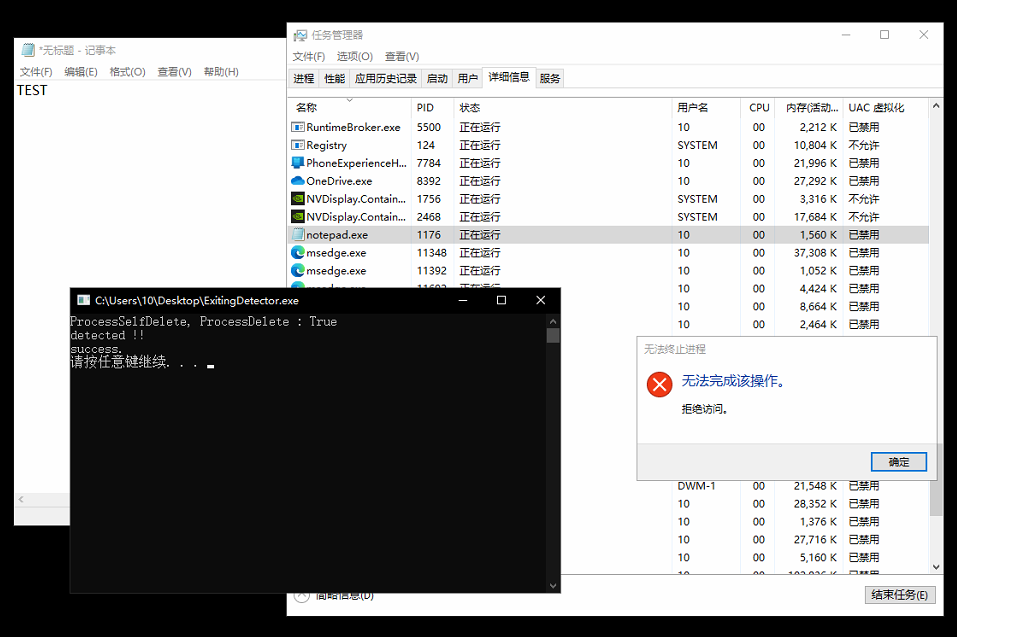 *无标题 - 记事本
文件(F) 编辑(E) 格式(O) 查看(V) 帮助(H)
TEST
任务管理器
文件(F) 选项(O) 查看(V)
进程 性能 应用历史记录 启动 用户 详细信息 服务
名称 PID 状态 用户名 CPU 内存(活动... UAC 虚拟化
RuntimeBroker.exe 5500 正在运行 10 00 2,212 K 已禁用
Registry 124 正在运行 SYSTEM 00 10,804 K 不允许
PhoneExperienceH... 7784 正在运行 10 00 21,996 K 已禁用
OneDrive.exe 8392 正在运行 10 00 27,292 K 已禁用
NVDisplay.Contain... 1756 正在运行 SYSTEM 00 3,316 K 不允许
NVDisplay.Contain... 2468 正在运行 SYSTEM 00 17,684 K 不允许
notepad.exe 1176 正在运行 10 00 1,560 K 已禁用
msedge.exe 11348 正在运行 10 00 37,308 K 已禁用
msedge.exe 11392 正在运行 10 00 1,052 K 已禁用
10 00 4,424 K 已禁用
10 00 8,664 K 已禁用
10 00 2,464 K 已禁用
C:\Users\10\Desktop\ExitingDetector.exe
ProcessSelfDelete, ProcessDelete : True
detected !!
success.
请按任意键继续. . .
无法终止进程
无法完成该操作。
拒绝访问。
确定
DWM-1 00 21,548 K 已禁用
10 00 28,352 K 已禁用
10 00 1,376 K 已禁用
10 00 27,716 K 已禁用
10 00 5,160 K 已禁用
简略信息(D)
结束任务(E)